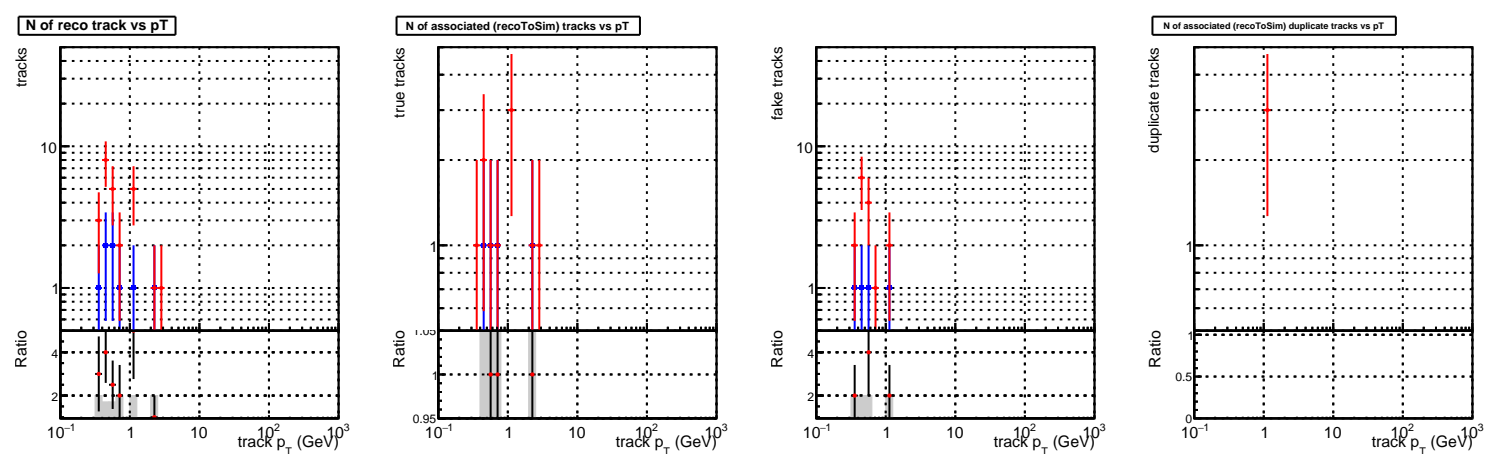 N of reco track vs pT
tracks
10
1
Ratio
4
2
10⁻¹ 1 10 10² 10³
track p_T (GeV)
N of associated (recoToSim) tracks vs pT
true tracks
1
Ratio
1.05
1
0.95
10⁻¹ 1 10 10² 10³
track p_T (GeV)
fake tracks
10
1
Ratio
4
2
10⁻¹ 1 10 10² 10³
track p_T (GeV)
N of associated (recoToSim) duplicate tracks vs pT
duplicate tracks
1
Ratio
1
0.5
0
10⁻¹ 1 10 10² 10³
track p_T (GeV)